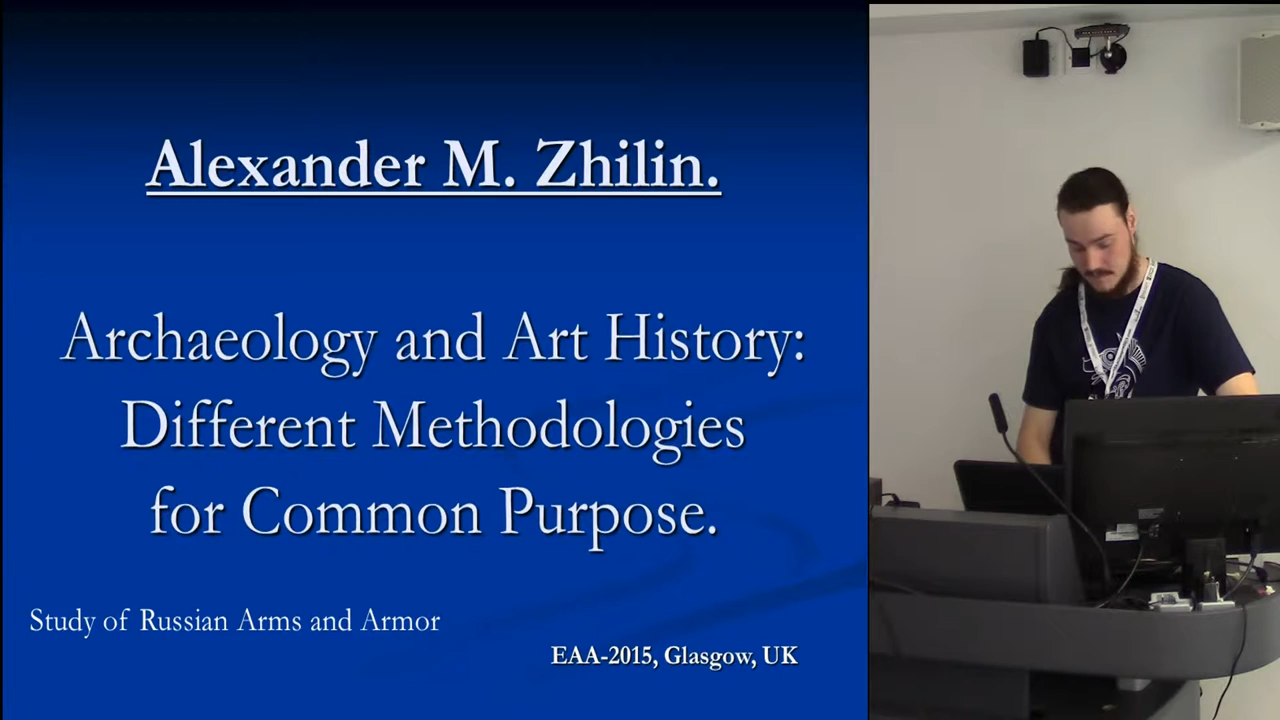 Alexander M. Zhilin.
Archaeology and Art History:
Different Methodologies
for Common Purpose.
Study of Russian Arms and Armor
EAA-2015, Glasgow, UK